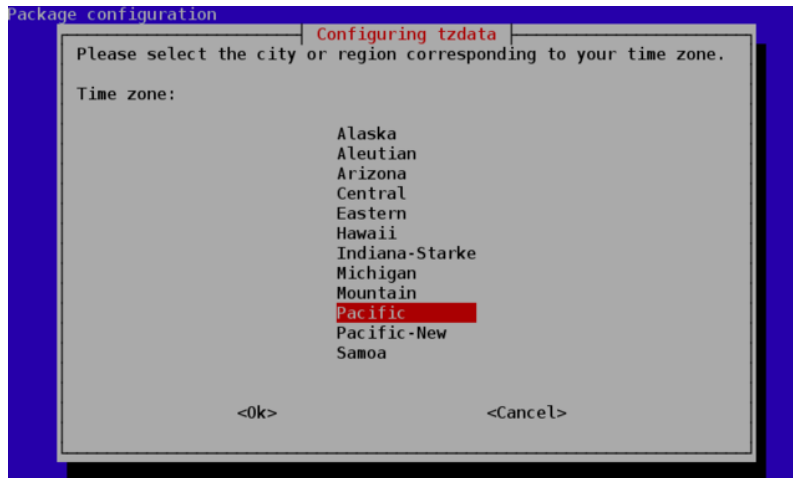 Package configuration
Configuring tzdata
Please select the city or region corresponding to your time zone.
Time zone:
Alaska
Aleutian
Arizona
Central
Eastern
Hawaii
Indiana-Starke
Michigan
Mountain
Pacific
Pacific-New
Samoa
<Ok> <Cancel>